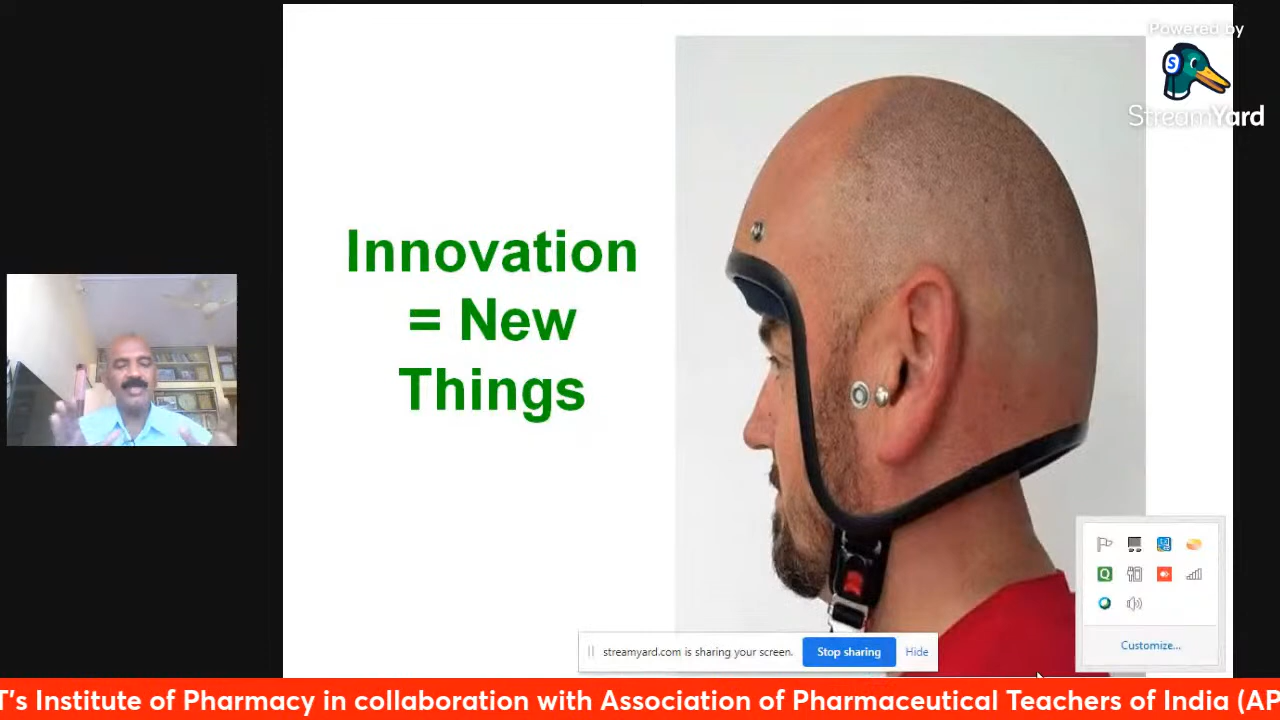 Powered by
StreamYard
Innovation
= New
Things
streamyard.com is sharing your screen.
Stop sharing
Hide
Customize...
T's Institute of Pharmacy in collaboration with Association of Pharmaceutical Teachers of India (AP